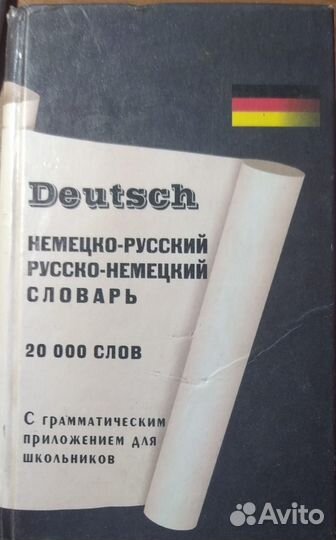 Deutsch
НЕМЕЦКО-РУССКИЙ
РУССКО-НЕМЕЦКИЙ
СЛОВАРЬ
20 000 СЛОВ
С грамматическим
приложением для
школьников
Avito